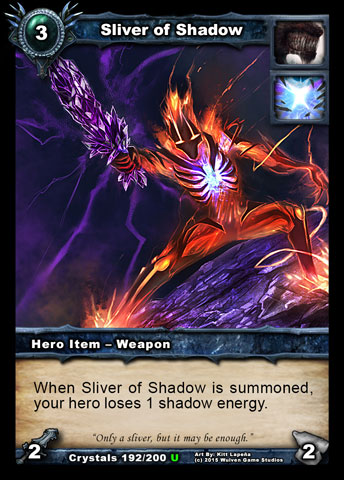 3
Sliver of Shadow
Hero Item – Weapon
When Sliver of Shadow is summoned,
your hero loses 1 shadow energy.
"Only a sliver, but it may be enough."
2
Crystals 192/200 U
Art By: Kitt Lapeña
(c) 2015 Wulven Game Studios
2